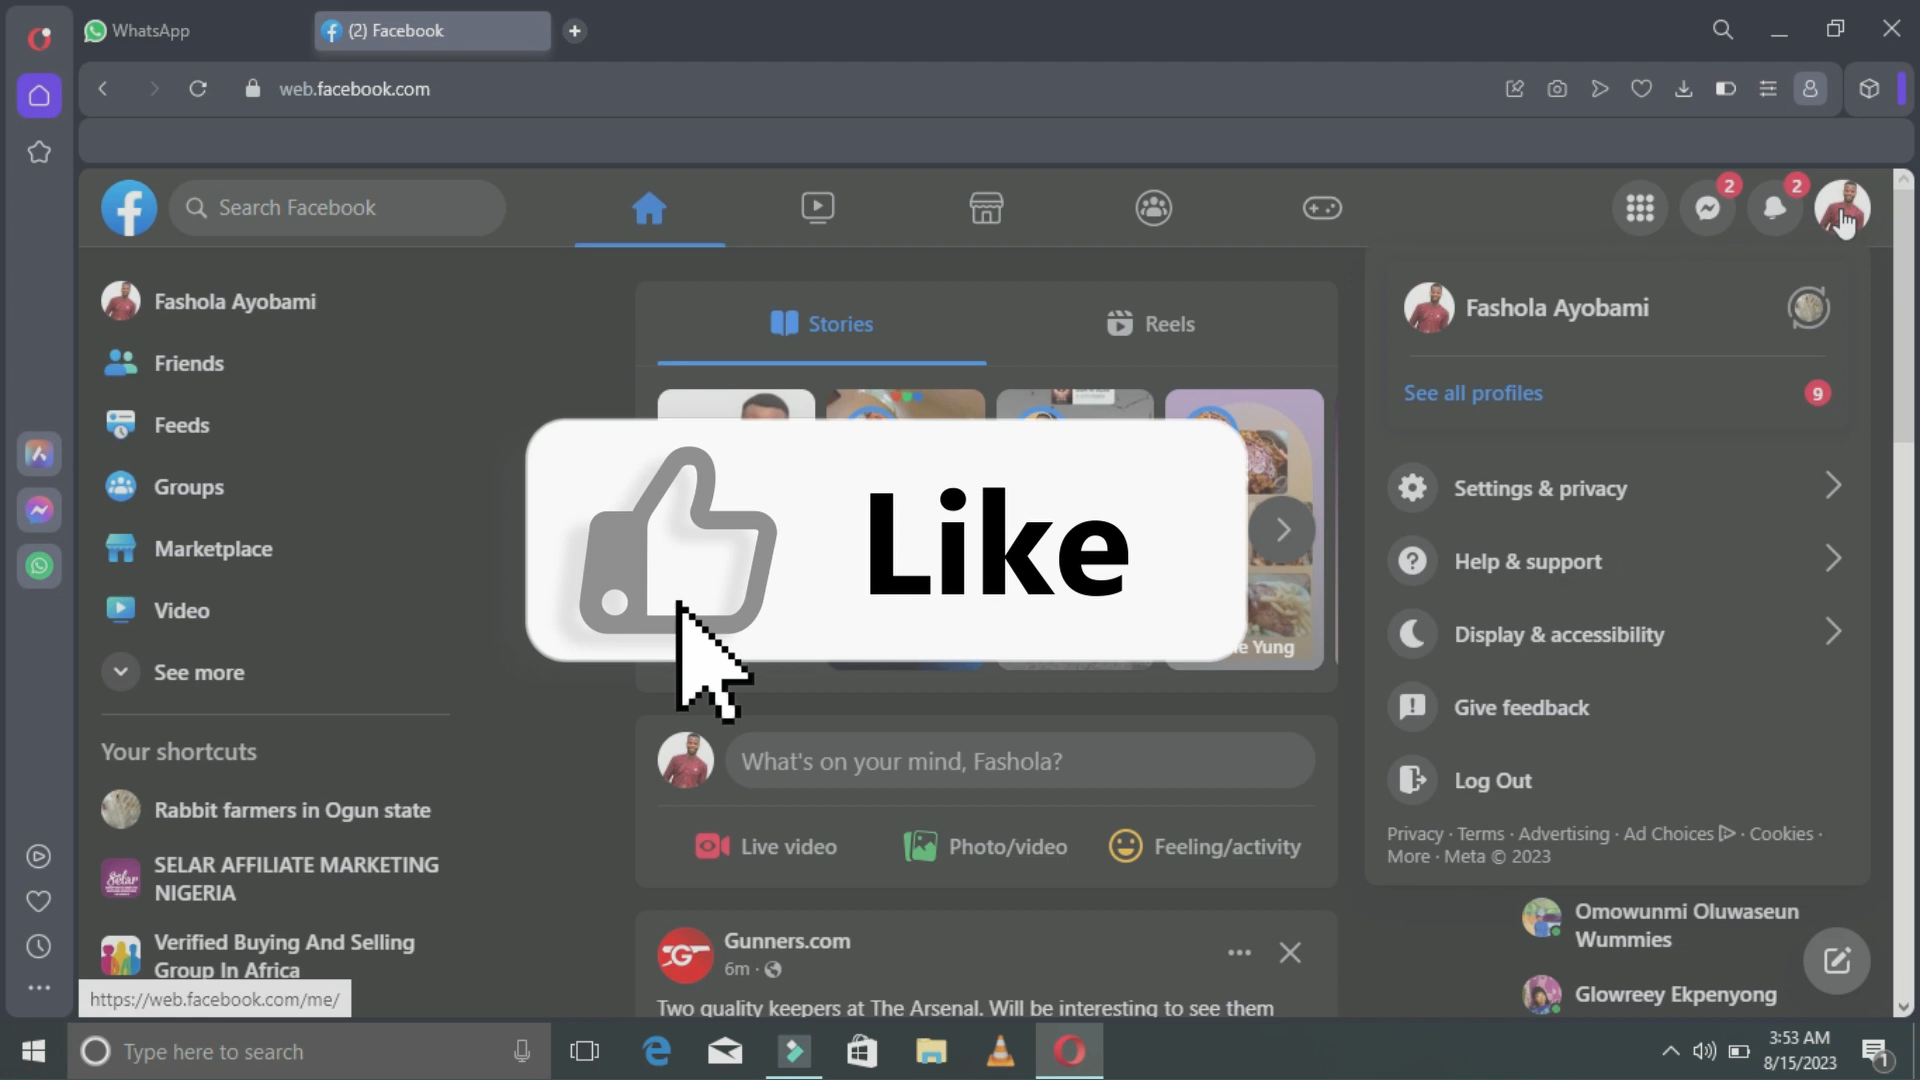 WhatsApp
(2) Facebook
web.facebook.com
Search Facebook
2
2
Fashola Ayobami
Friends
Feeds
Groups
Marketplace
Video
See more
Your shortcuts
Rabbit farmers in Ogun state
SELAR AFFILIATE MARKETING
NIGERIA
Verified Buying And Selling
Group In Africa
https://web.facebook.com/me/
Stories
Reels
Like
e Yung
What's on your mind, Fashola?
Live video
Photo/video
Feeling/activity
Gunners.com
6m ·
Two quality keepers at The Arsenal. Will be interesting to see them
Fashola Ayobami
See all profiles
9
Settings & privacy
Help & support
Display & accessibility
Give feedback
Log Out
Privacy · Terms · Advertising · Ad Choices · Cookies ·
More · Meta © 2023
Omowunmi Oluwaseun
Wummies
Glowreey Ekpenyong
Type here to search
3:53 AM
8/15/2023
1